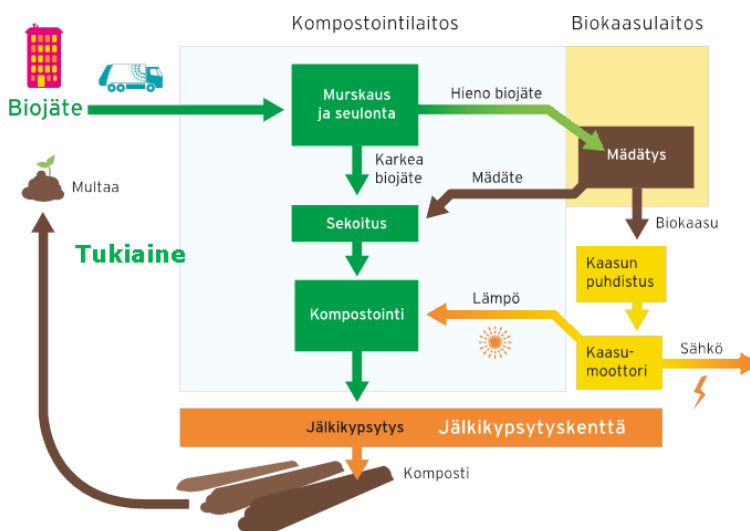 Kompostointilaitos
Biokaasulaitos
Biojäte
Murskaus
ja seulonta
Hieno biojäte
Mädätys
Karkea
biojäte
Mädäte
Multaa
Biokaasu
Sekoitus
Tukiaine
Kaasun
puhdistus
Lämpö
Kompostointi
Kaasu-
moottori
Sähkö
Jälkikypsytys
Jälkikypsytyskenttä
Komposti